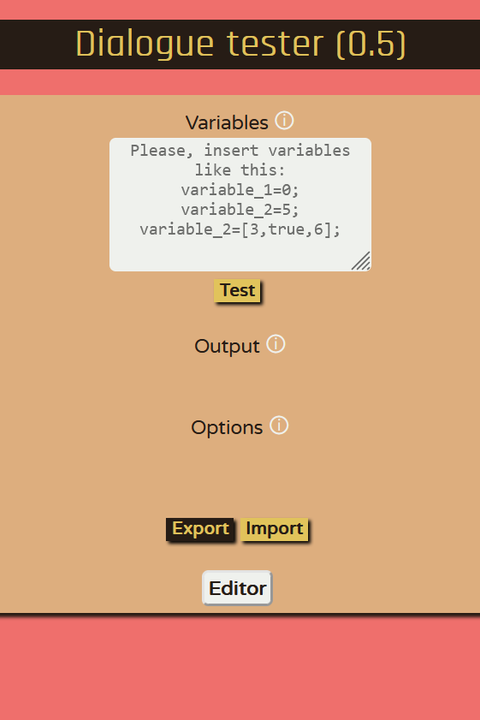 Dialogue tester (0.5)
Variables ⓘ
Please, insert variables
like this:
variable_1=0;
variable_2=5;
variable_2=[3,true,6];
Test
Output ⓘ
Options ⓘ
Export Import
Editor